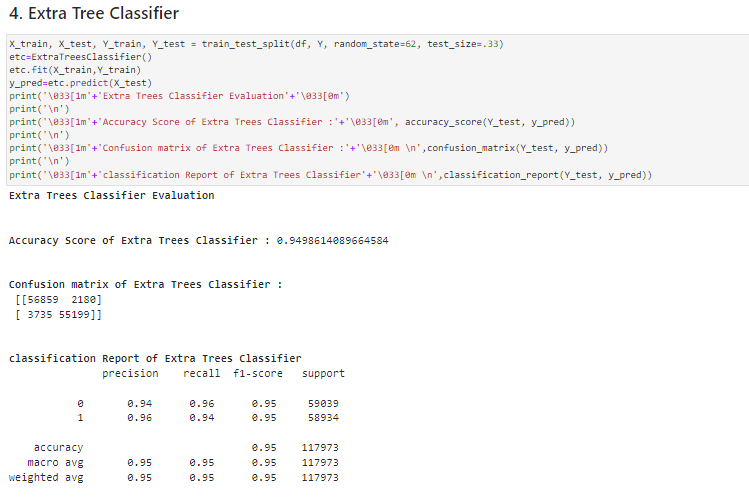 4. Extra Tree Classifier
X_train, X_test, Y_train, Y_test = train_test_split(df, Y, random_state=62, test_size=.33)
etc=ExtraTreesClassifier()
etc.fit(X_train,Y_train)
y_pred=etc.predict(X_test)
print('\033[1m'+'Extra Trees Classifier Evaluation'+'\033[0m')
print('\n')
print('\033[1m'+'Accuracy Score of Extra Trees Classifier :'+'\033[0m', accuracy_score(Y_test, y_pred))
print('\n')
print('\033[1m'+'Confusion matrix of Extra Trees Classifier :'+'\033[0m \n',confusion_matrix(Y_test, y_pred))
print('\n')
print('\033[1m'+'classification Report of Extra Trees Classifier'+'\033[0m \n',classification_report(Y_test, y_pred))
Extra Trees Classifier Evaluation
Accuracy Score of Extra Trees Classifier : 0.9498614089664584
Confusion matrix of Extra Trees Classifier :
[[56859 2180]
[ 3735 55199]]
classification Report of Extra Trees Classifier
precision recall f1-score support
0 0.94 0.96 0.95 59039
1 0.96 0.94 0.95 58934
accuracy 0.95 117973
macro avg 0.95 0.95 0.95 117973
weighted avg 0.95 0.95 0.95 117973